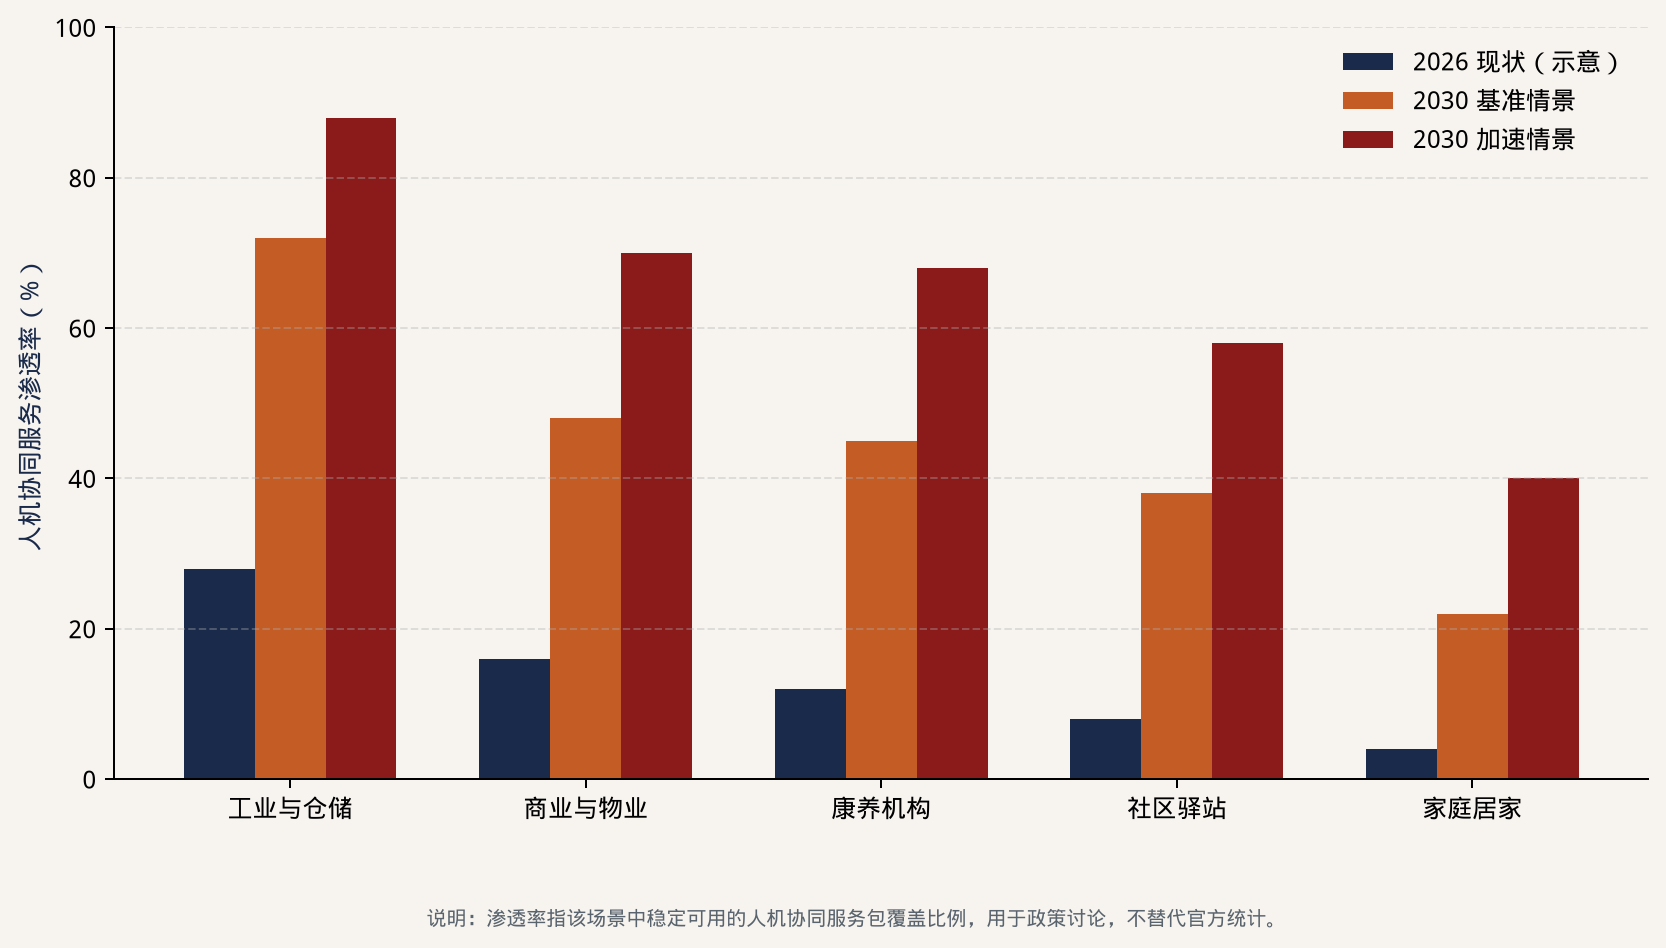 人机协同服务渗透率（%）
100
80
60
40
20
0
2026 现状（示意）
2030 基准情景
2030 加速情景
工业与仓储
商业与物业
康养机构
社区驿站
家庭居家
说明：渗透率指该场景中稳定可用的人机协同服务包覆盖比例，用于政策讨论，不替代官方统计。